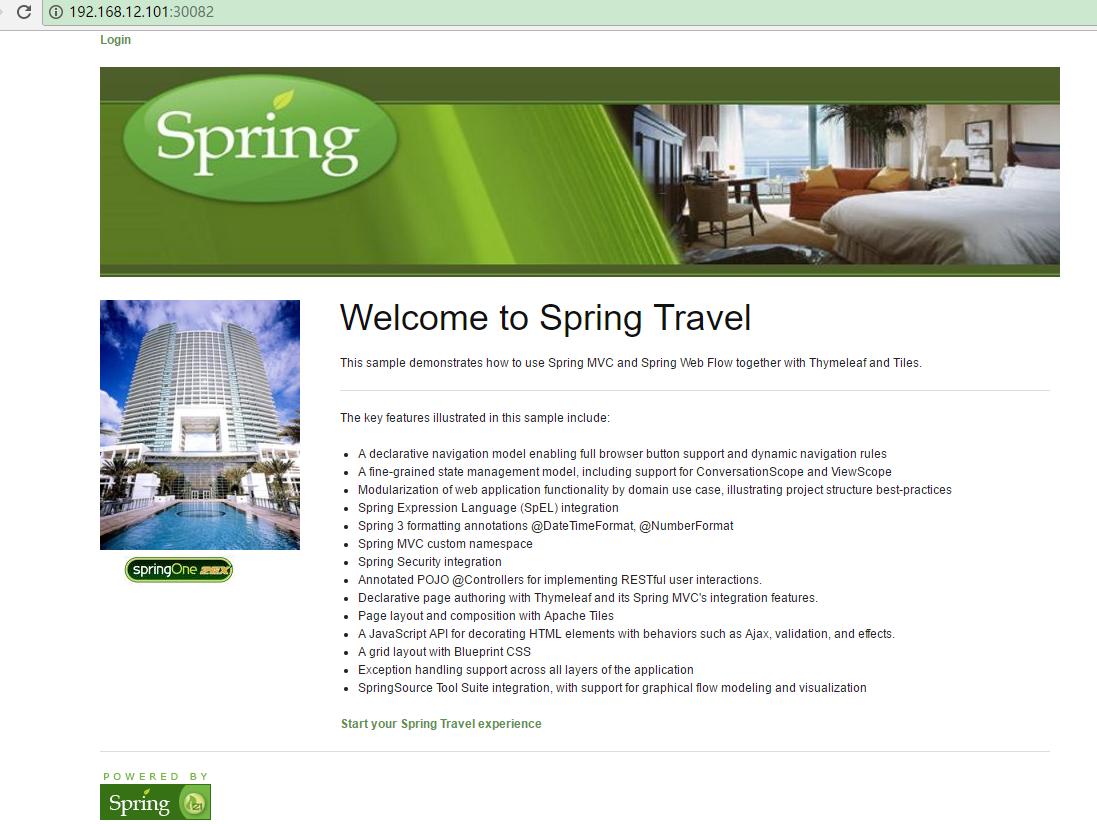 192.168.12.101:30082
Login
Spring
Welcome to Spring Travel
This sample demonstrates how to use Spring MVC and Spring Web Flow together with Thymeleaf and Tiles.
The key features illustrated in this sample include:
A declarative navigation model enabling full browser button support and dynamic navigation rules
A fine-grained state management model, including support for ConversationScope and ViewScope
Modularization of web application functionality by domain use case, illustrating project structure best-practices
Spring Expression Language (SpEL) integration
Spring 3 formatting annotations @DateTimeFormat, @NumberFormat
Spring MVC custom namespace
Spring Security integration
Annotated POJO @Controllers for implementing RESTful user interactions.
Declarative page authoring with Thymeleaf and its Spring MVC's integration features.
Page layout and composition with Apache Tiles
A JavaScript API for decorating HTML elements with behaviors such as Ajax, validation, and effects.
A grid layout with Blueprint CSS
Exception handling support across all layers of the application
SpringSource Tool Suite integration, with support for graphical flow modeling and visualization
springOne 2GX
Start your Spring Travel experience
POWERED BY
Spring